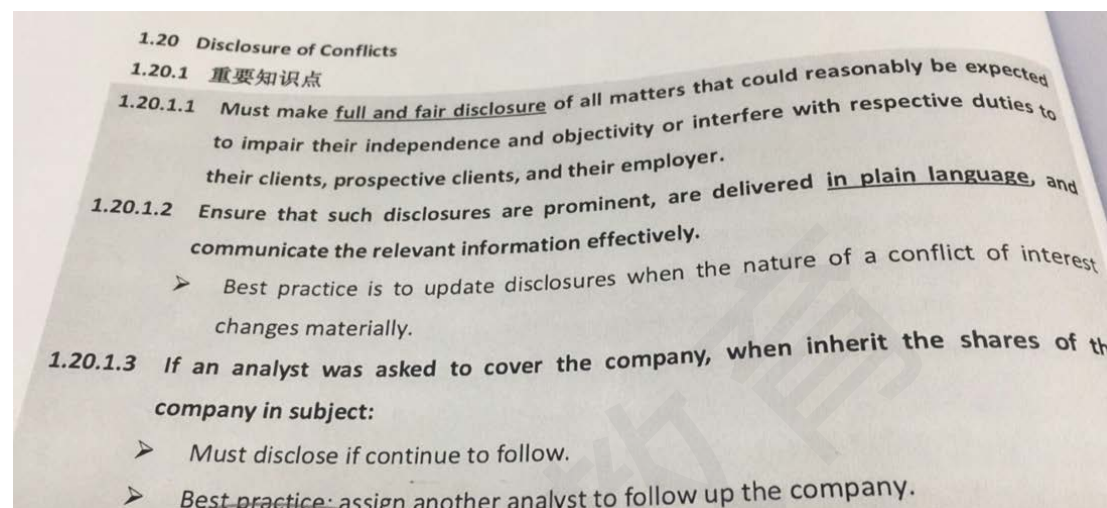 1.20 Disclosure of Conflicts
1.20.1 重要知识点
1.20.1.1 Must make full and fair disclosure of all matters that could reasonably be expected
to impair their independence and objectivity or interfere with respective duties to
their clients, prospective clients, and their employer.
1.20.1.2 Ensure that such disclosures are prominent, are delivered in plain language, and
communicate the relevant information effectively.
➤ Best practice is to update disclosures when the nature of a conflict of interest
changes materially.
1.20.1.3 If an analyst was asked to cover the company, when inherit the shares of th
company in subject:
➤ Must disclose if continue to follow.
➤ Best practice: assign another analyst to follow up the company.